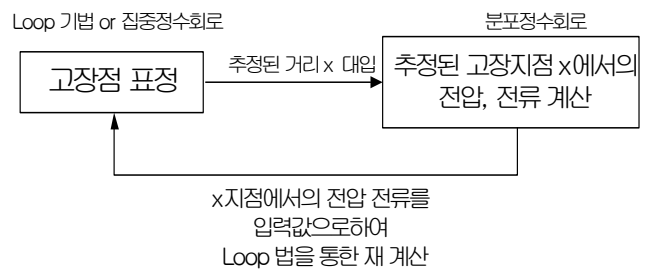 Loop 기법 or 집중정수회로
분포정수회로
고장점 표정
추정된 거리 x 대입
추정된 고장지점 x에서의
전압, 전류 계산
x지점에서의 전압 전류를
입력값으로하여
Loop 법을 통한 재 계산